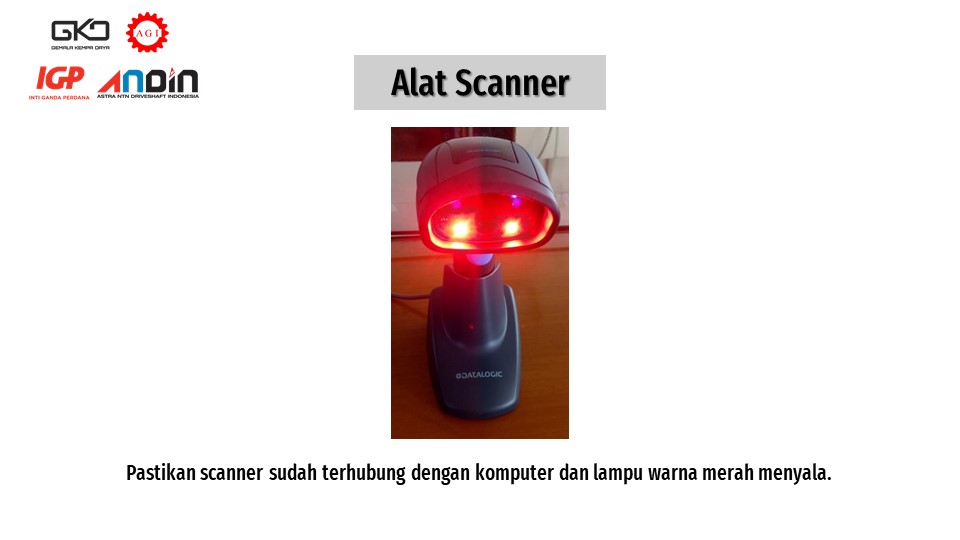 GKD
GEMALA KEMPA DAYA
AGI
IGP
INTI GANDA PERDANA
ANDIN
ASTRA NTN DRIVESHAFT INDONESIA
Alat Scanner
DATALOGIC
Pastikan scanner sudah terhubung dengan komputer dan lampu warna merah menyala.